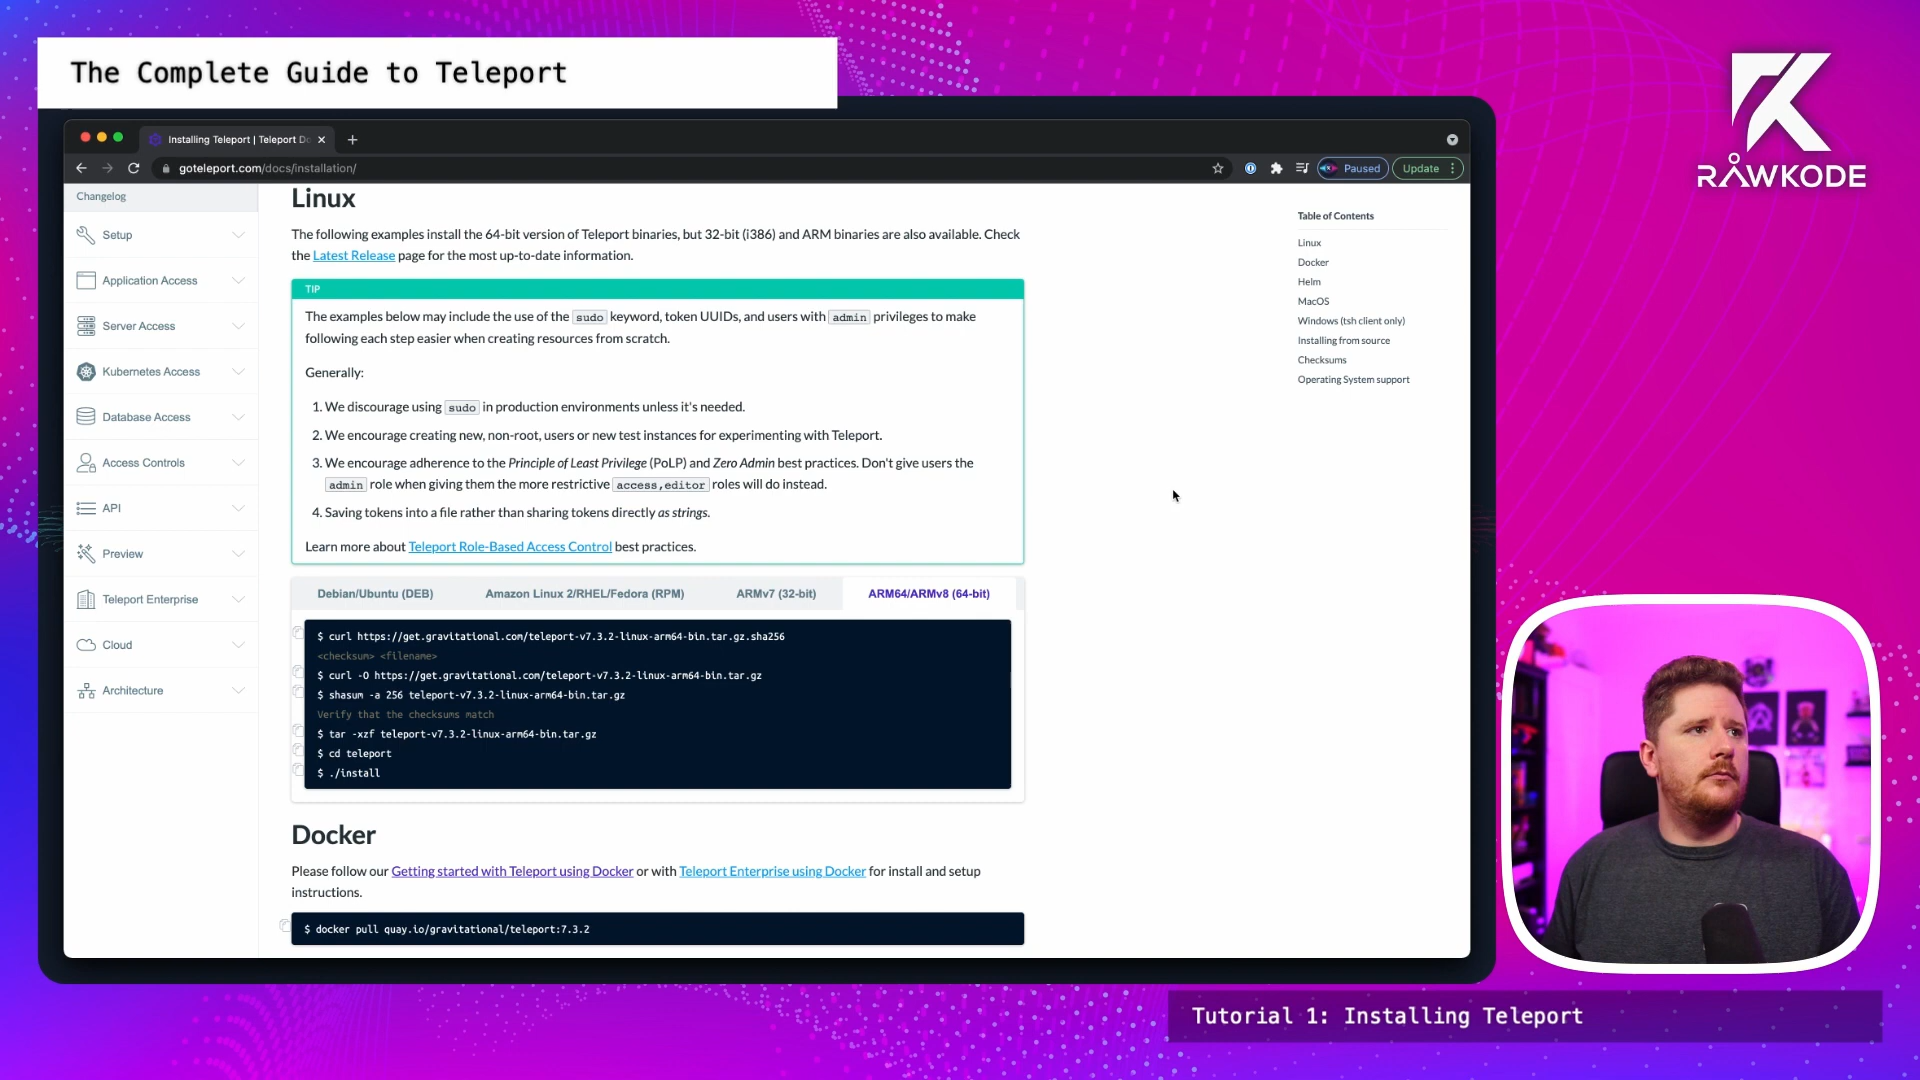 The Complete Guide to Teleport
RAWKODE
Installing Teleport | Teleport Do
goteleport.com/docs/installation/
Paused
Update
Changelog
Setup
Application Access
Server Access
Kubernetes Access
Database Access
Access Controls
API
Preview
Teleport Enterprise
Cloud
Architecture
Linux
The following examples install the 64-bit version of Teleport binaries, but 32-bit (i386) and ARM binaries are also available. Check
the Latest Release page for the most up-to-date information.
TIP
The examples below may include the use of the sudo keyword, token UUIDs, and users with admin privileges to make
following each step easier when creating resources from scratch.
Generally:
1. We discourage using sudo in production environments unless it's needed.
2. We encourage creating new, non-root, users or new test instances for experimenting with Teleport.
3. We encourage adherence to the Principle of Least Privilege (PoLP) and Zero Admin best practices. Don't give users the
admin role when giving them the more restrictive access,editor roles will do instead.
4. Saving tokens into a file rather than sharing tokens directly as strings.
Learn more about Teleport Role-Based Access Control best practices.
Debian/Ubuntu (DEB)
Amazon Linux 2/RHEL/Fedora (RPM)
ARMv7 (32-bit)
ARM64/ARMv8 (64-bit)
$ curl https://get.gravitational.com/teleport-v7.3.2-linux-arm64-bin.tar.gz.sha256
<checksum> <filename>
$ curl -O https://get.gravitational.com/teleport-v7.3.2-linux-arm64-bin.tar.gz
$ shasum -a 256 teleport-v7.3.2-linux-arm64-bin.tar.gz
Verify that the checksums match
$ tar -xzf teleport-v7.3.2-linux-arm64-bin.tar.gz
$ cd teleport
$ ./install
Docker
Please follow our Getting started with Teleport using Docker or with Teleport Enterprise using Docker for install and setup
instructions.
$ docker pull quay.io/gravitational/teleport:7.3.2
Table of Contents
Linux
Docker
Helm
MacOS
Windows (tsh client only)
Installing from source
Checksums
Operating System support
Tutorial 1: Installing Teleport